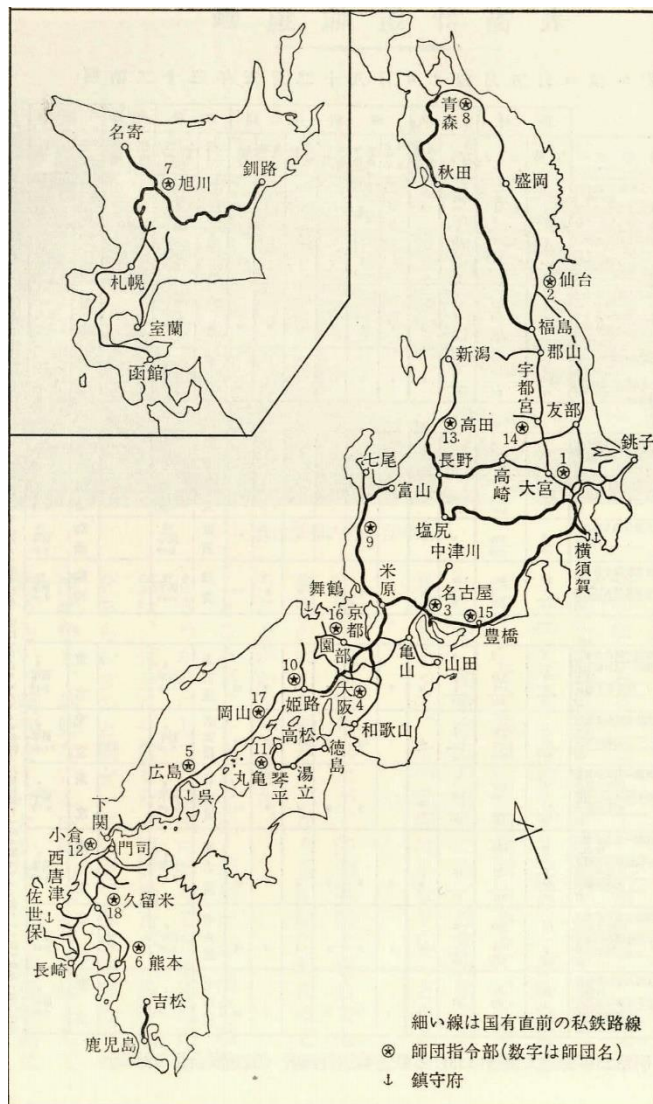 名寄
7
旭川
釧路
札幌
室蘭
函館
青森
8
秋田
盛岡
仙台
2
福島
郡山
新潟
宇都宮
友部
高田
13
14
1
銚子
七尾
長野
高崎
大宮
富山
塩尻
9
中津川
横須賀
米原
舞鶴
名古屋
3
15
豊橋
16
京都
園部
亀山
山田
10
17
岡山
姫路
大阪
4
和歌山
高松
徳島
5
広島
11
丸亀
琴平
湯立
呉
下関
小倉
12
門司
西唐津
佐世保
久留米
18
長崎
6
熊本
吉松
鹿児島
細い線は国有直前の私鉄路線
師団指令部(数字は師団名)
鎮守府